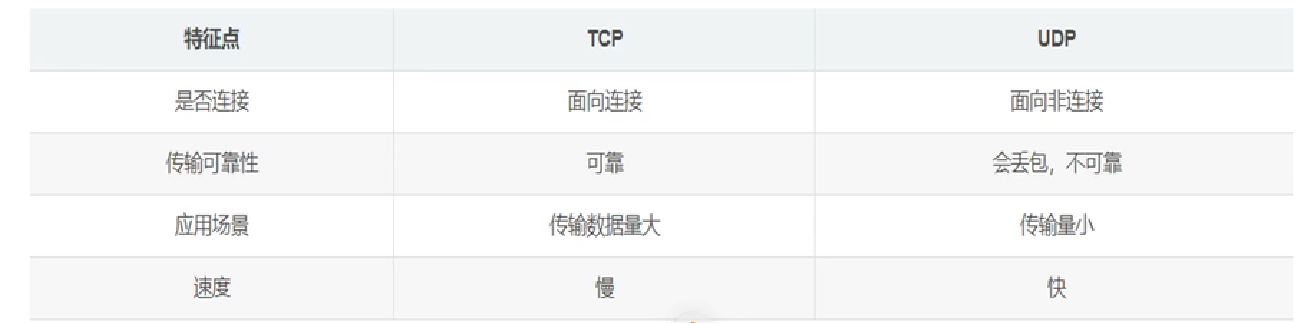 特征点 TCP UDP
是否连接 面向连接 面向非连接
传输可靠性 可靠 会丢包，不可靠
应用场景 传输数据量大 传输量小
速度 慢 快